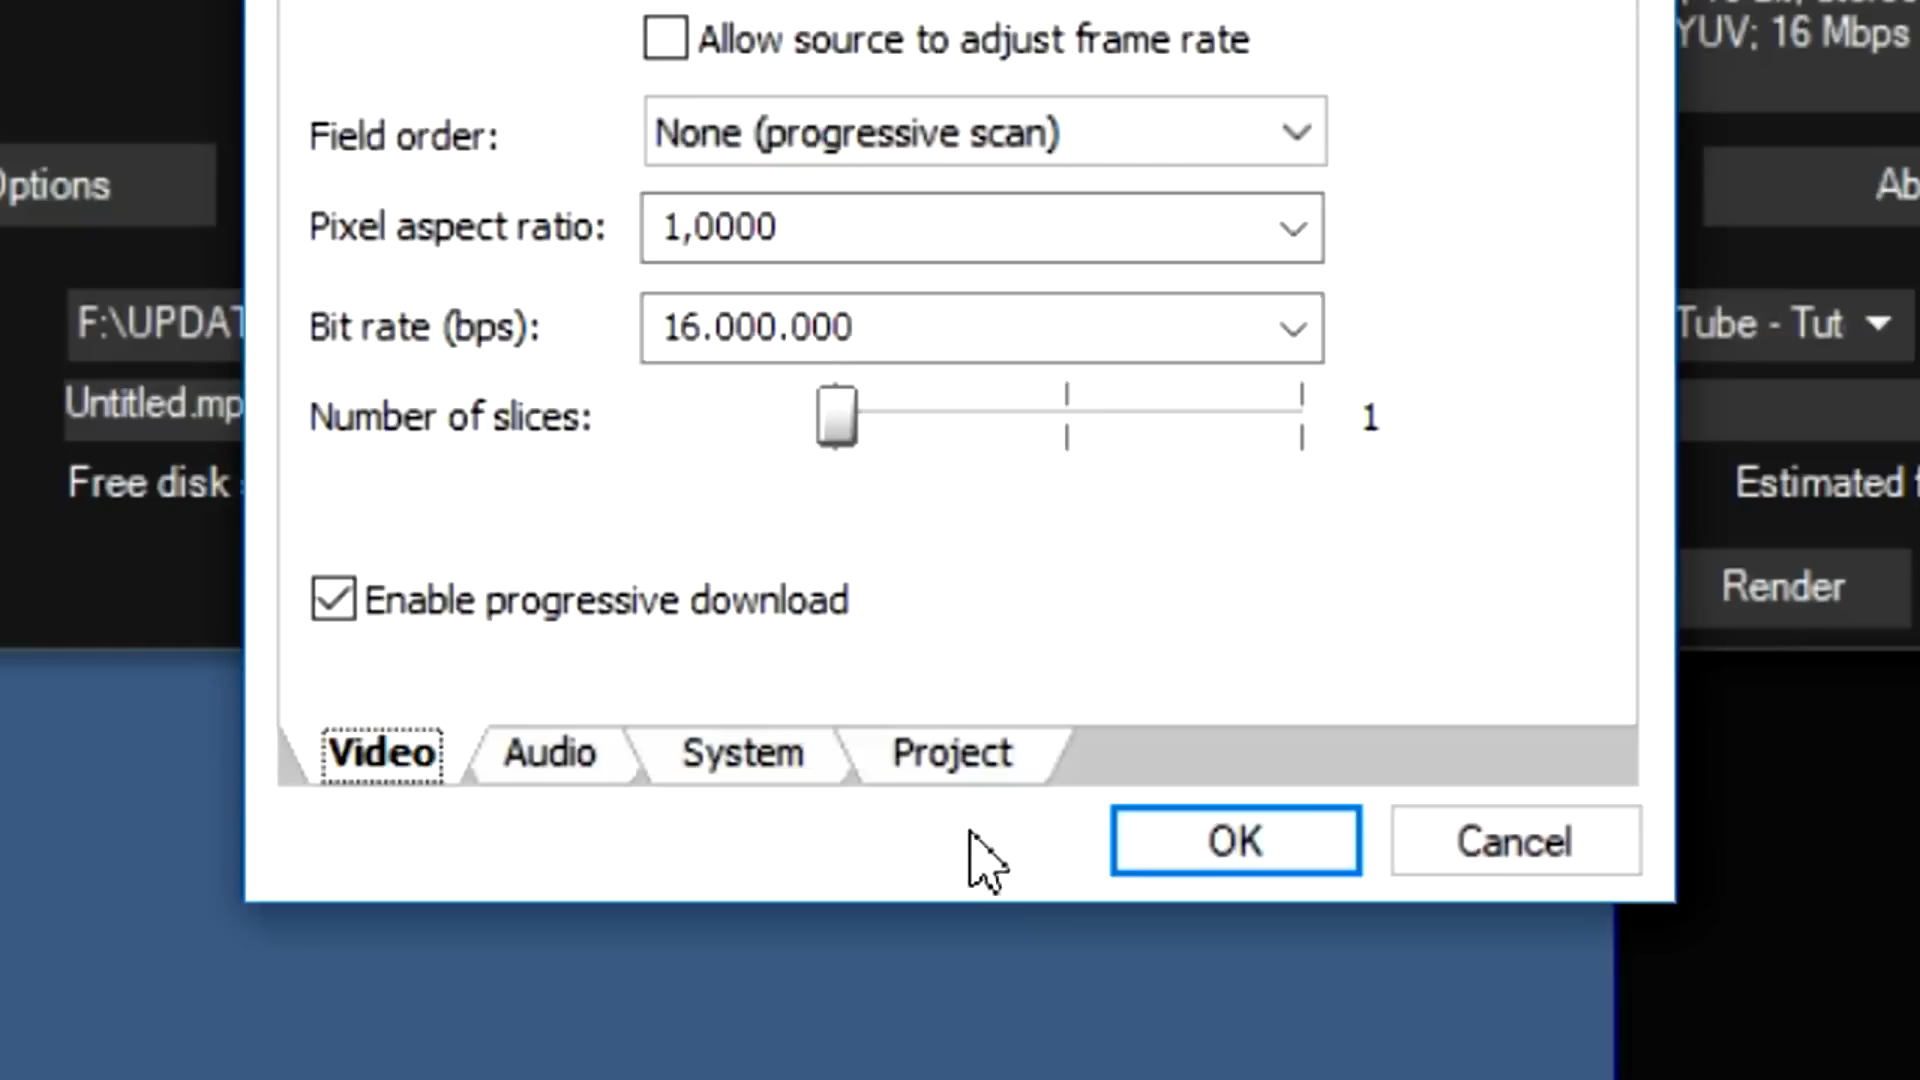 Allow source to adjust frame rate
YUV; 16 Mbps
Field order: None (progressive scan)
Options
Ab
Pixel aspect ratio: 1,0000
F:\UPDAT
Bit rate (bps): 16.000.000
Tube - Tut
Untitled.mp
Number of slices: 1
Free disk
Estimated f
Enable progressive download
Render
Video Audio System Project
OK Cancel